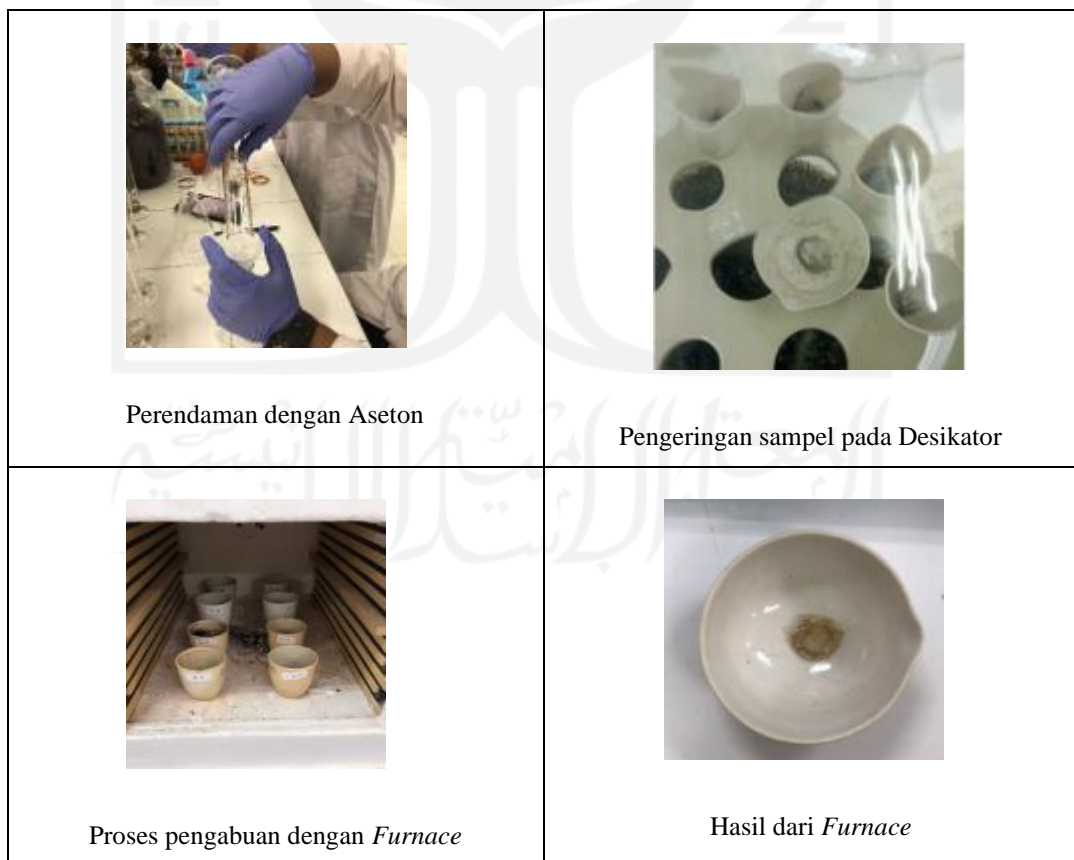 Perendaman dengan Aseton
Pengeringan sampel pada Desikator
Proses pengabuan dengan Furnace
Hasil dari Furnace